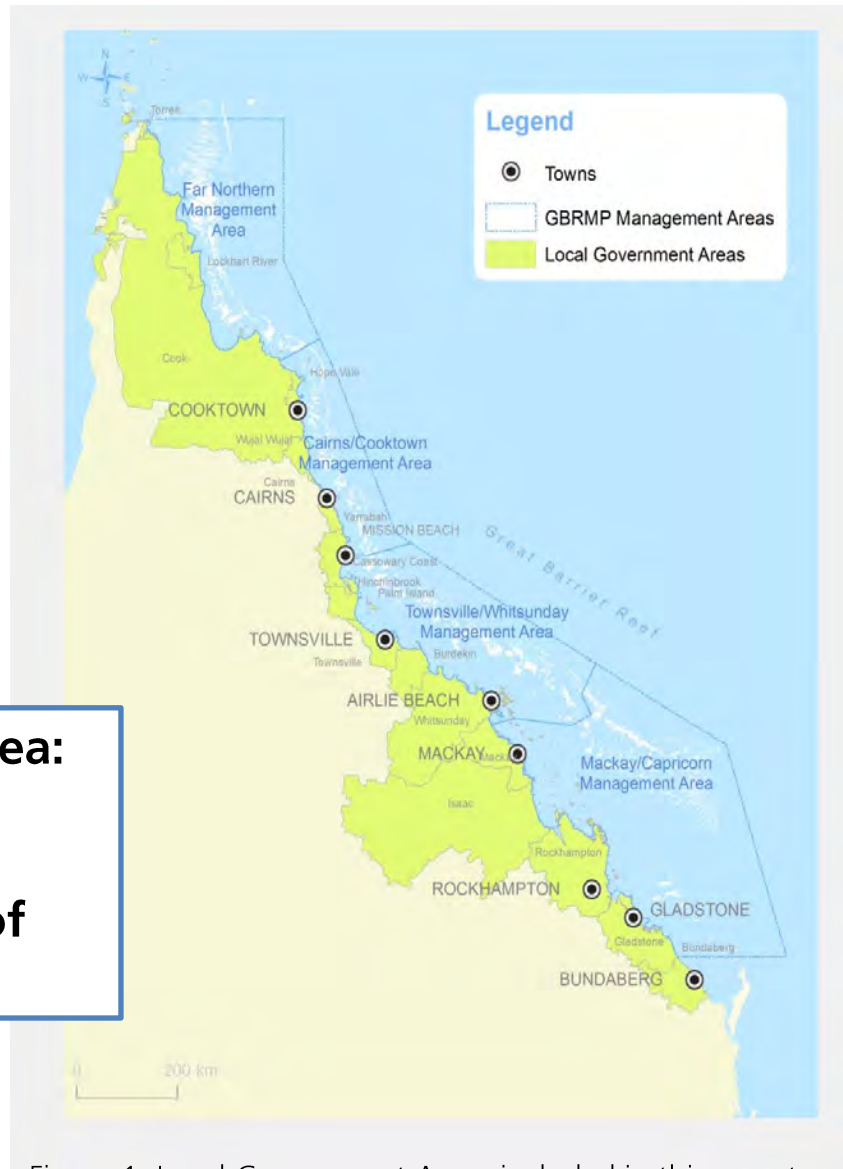 N
W E
S
Torres
Legend
Towns
GBRMP Management Areas
Local Government Areas
Far Northern
Management
Area
Lockhart River
Cook
Hope Vale
COOKTOWN
Wujal Wujal
Cairns/Cooktown
Management Area
Cairns
CAIRNS
Yarrabah
MISSION BEACH
Cassowary Coast
Hinchinbrook
Palm Island
Great Barrier Reef
Townsville/Whitsunday
Management Area
TOWNSVILLE
Townsville
Burdekin
AIRLIE BEACH
Whitsunday
MACKAY
Mackay/Capricorn
Management Area
Isaac
Rockhampton
ROCKHAMPTON
GLADSTONE
Gladstone
Bundaberg
BUNDABERG
ea:
of
0 200 km